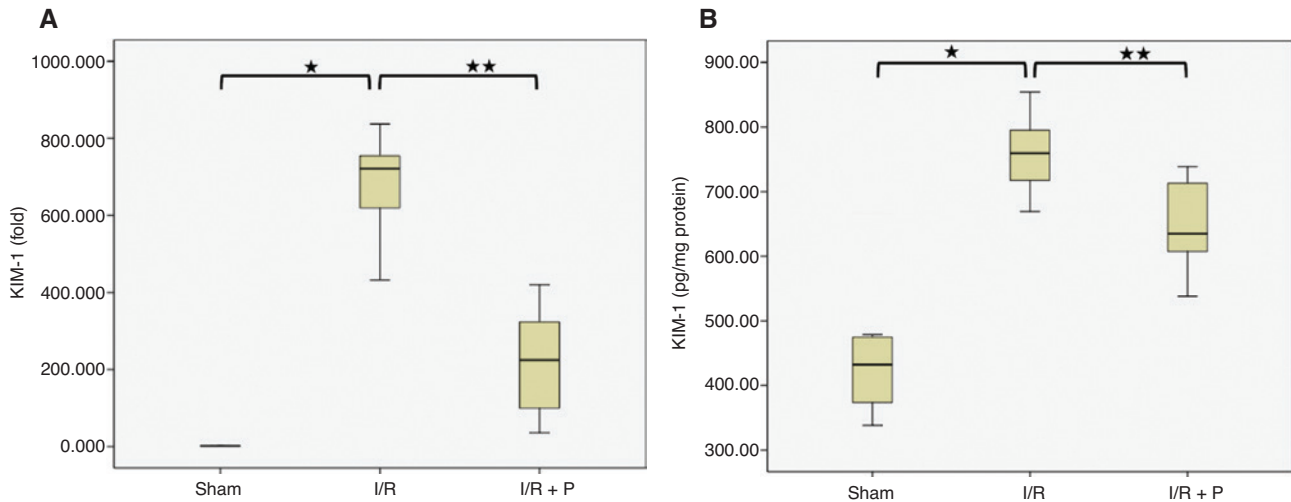 A
KIM-1 (fold)
1000.000
800.000
600.000
400.000
200.000
0.000
★
★★
Sham
I/R
I/R + P
B
KIM-1 (pg/mg protein)
900.00
800.00
700.00
600.00
500.00
400.00
300.00
★
★★
Sham
I/R
I/R + P